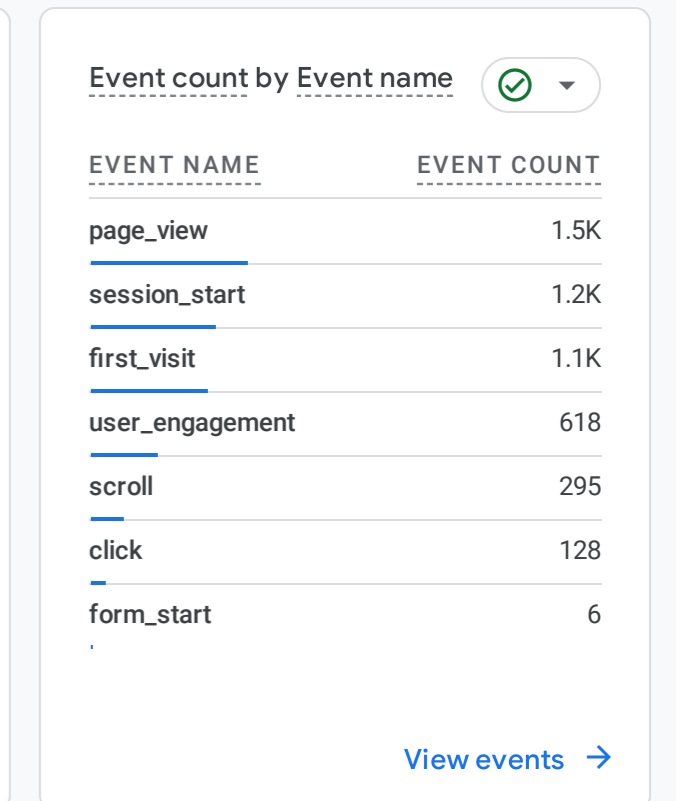 Event count by Event name
EVENT NAME EVENT COUNT
page_view 1.5K
session_start 1.2K
first_visit 1.1K
user_engagement 618
scroll 295
click 128
form_start 6
View events